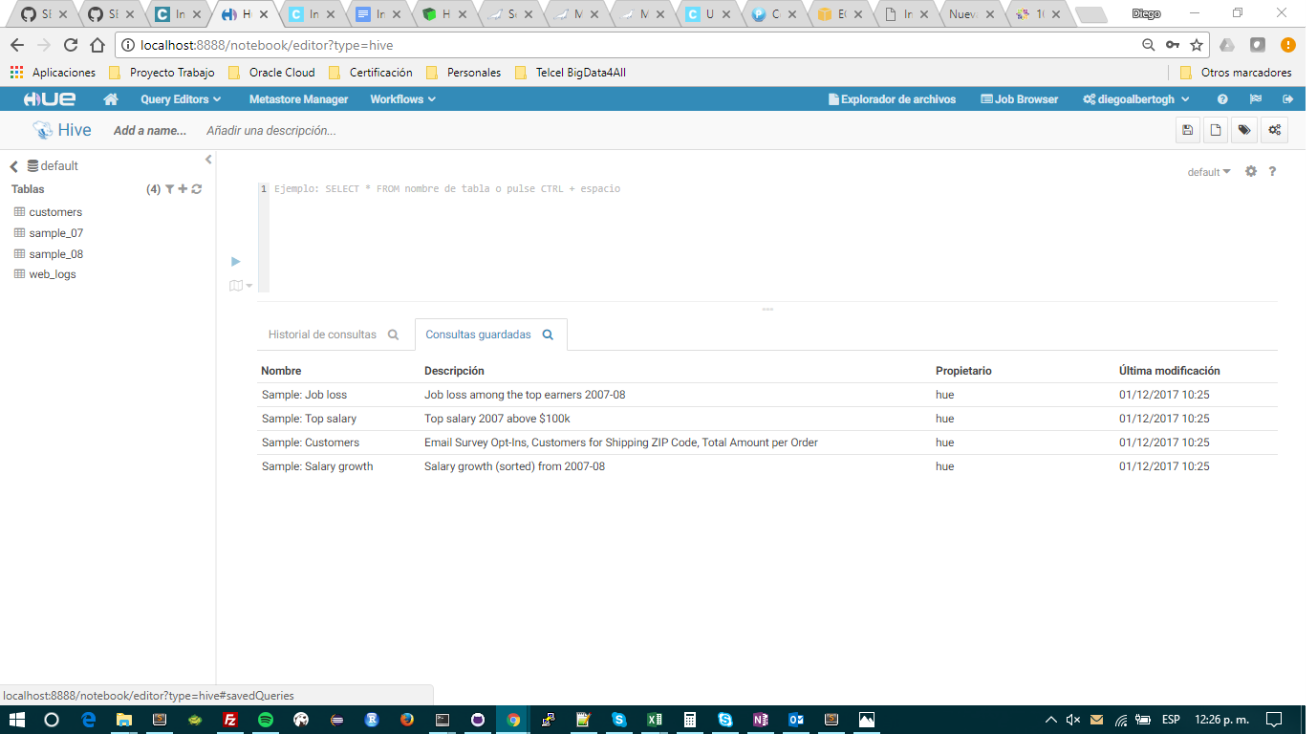 Sl Sl In H In In H S M M U C E In Nuev 1( Diego
localhost:8888/notebook/editor?type=hive
Aplicaciones Proyecto Trabajo Oracle Cloud Certificación Personales Telcel BigData4All Otros marcadores
HUE Query Editors Metastore Manager Workflows Explorador de archivos Job Browser diegoalbertogh
Hive Add a name... Añadir una descripción...
default
default ?
Tablas (4)
1 Ejemplo: SELECT * FROM nombre de tabla o pulse CTRL + espacio
customers
sample_07
sample_08
web_logs
Historial de consultas Consultas guardadas
Nombre Descripción Propietario Última modificación
Sample: Job loss Job loss among the top earners 2007-08 hue 01/12/2017 10:25
Sample: Top salary Top salary 2007 above $100k hue 01/12/2017 10:25
Sample: Customers Email Survey Opt-Ins, Customers for Shipping ZIP Code, Total Amount per Order hue 01/12/2017 10:25
Sample: Salary growth Salary growth (sorted) from 2007-08 hue 01/12/2017 10:25
localhost:8888/notebook/editor?type=hive#savedQueries
ESP 12:26 p. m.